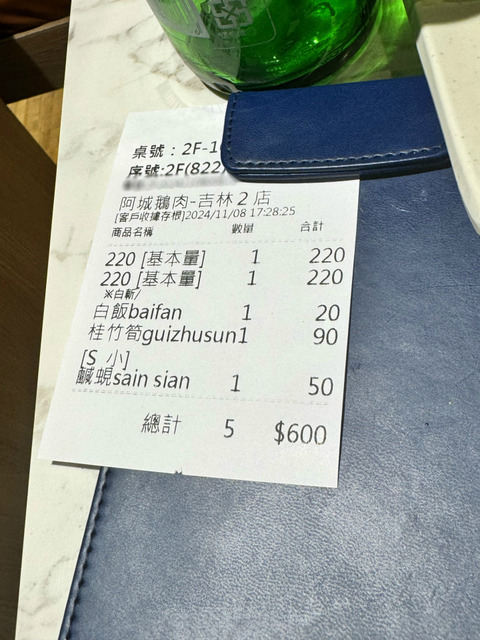 桌號：2F-1
序號:2F(822)
阿城鵝肉-吉林2店
[客戶收據存根]2024/11/08 17:28:25
商品名稱 數量 合計
220 [基本量] 1 220
220 [基本量] 1 220
※白斬/
白飯baifan 1 20
桂竹筍guizhusun1 90
[S 小]
鹹蜆sain sian 1 50
總計 5 $600